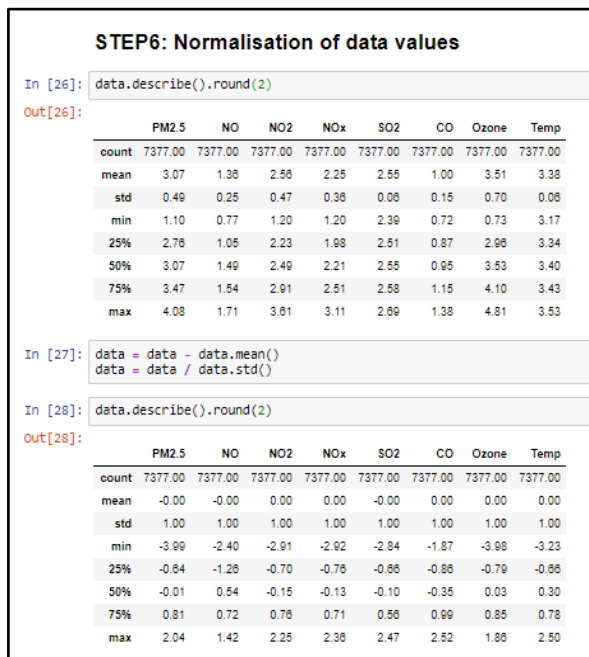 STEP6: Normalisation of data values
In [26]: data.describe().round(2)
Out[26]:
PM2.5 NO NO2 NOx SO2 CO Ozone Temp
count 7377.00 7377.00 7377.00 7377.00 7377.00 7377.00 7377.00 7377.00
mean 3.07 1.36 2.56 2.25 2.55 1.00 3.51 3.38
std 0.49 0.25 0.47 0.36 0.06 0.15 0.70 0.06
min 1.10 0.77 1.20 1.20 2.39 0.72 0.73 3.17
25% 2.76 1.05 2.23 1.98 2.51 0.87 2.96 3.34
50% 3.07 1.49 2.49 2.21 2.55 0.95 3.53 3.40
75% 3.47 1.54 2.91 2.51 2.58 1.15 4.10 3.43
max 4.08 1.71 3.61 3.11 2.69 1.38 4.81 3.53
In [27]: data = data - data.mean()
data = data / data.std()
In [28]: data.describe().round(2)
Out[28]:
PM2.5 NO NO2 NOx SO2 CO Ozone Temp
count 7377.00 7377.00 7377.00 7377.00 7377.00 7377.00 7377.00 7377.00
mean -0.00 -0.00 0.00 0.00 -0.00 0.00 0.00 0.00
std 1.00 1.00 1.00 1.00 1.00 1.00 1.00 1.00
min -3.99 -2.40 -2.91 -2.92 -2.84 -1.87 -3.98 -3.23
25% -0.64 -1.26 -0.70 -0.76 -0.66 -0.86 -0.79 -0.66
50% -0.01 0.54 -0.15 -0.13 -0.10 -0.35 0.03 0.30
75% 0.81 0.72 0.76 0.71 0.56 0.99 0.85 0.78
max 2.04 1.42 2.25 2.36 2.47 2.52 1.86 2.50